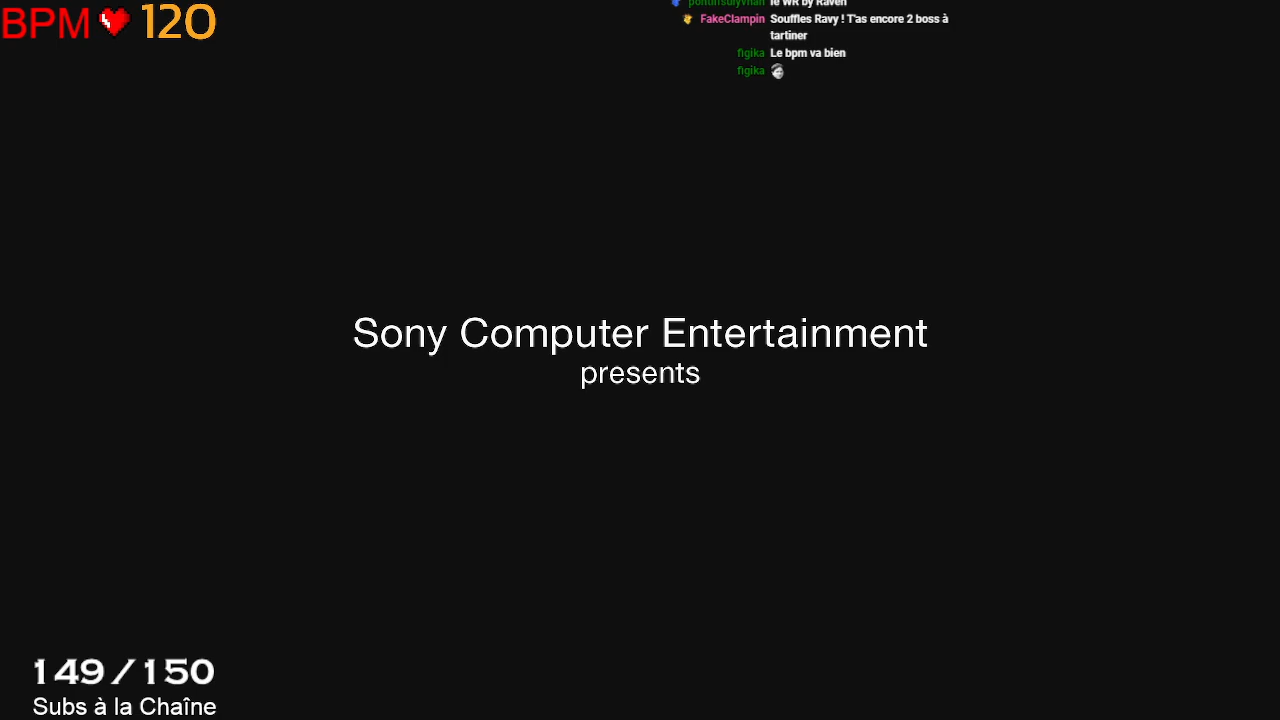 BPM 120
le WR by Raven
FakeClampin Souffles Ravy ! T'as encore 2 boss à
tartiner
figika Le bpm va bien
figika
Sony Computer Entertainment
presents
149/150
Subs à la Chaîne